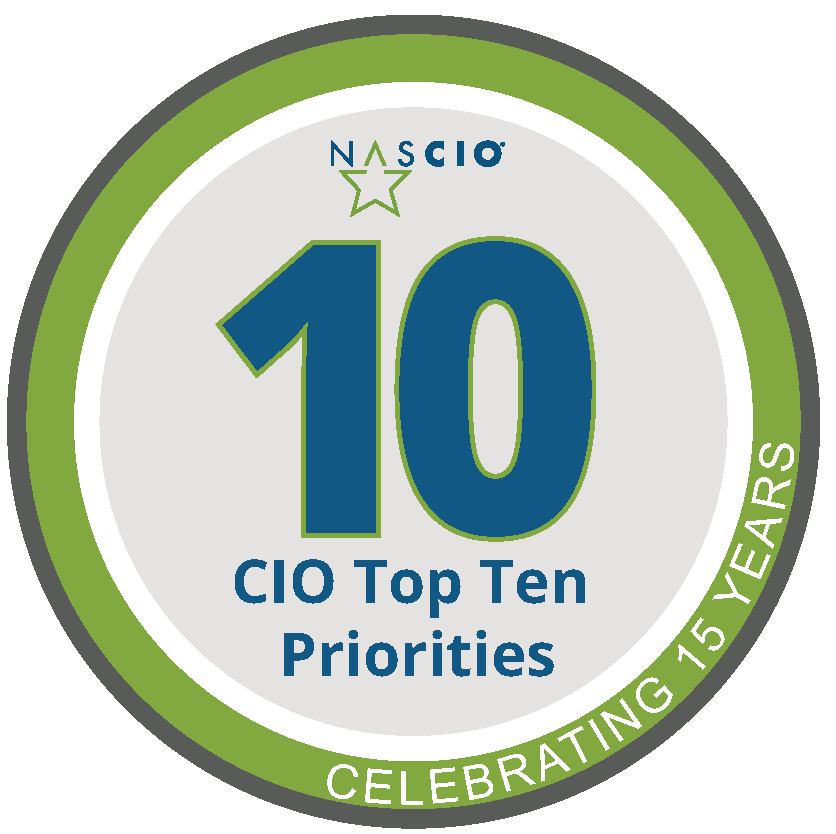 NASCIO
10
CIO Top Ten
Priorities
CELEBRATING 15 YEARS